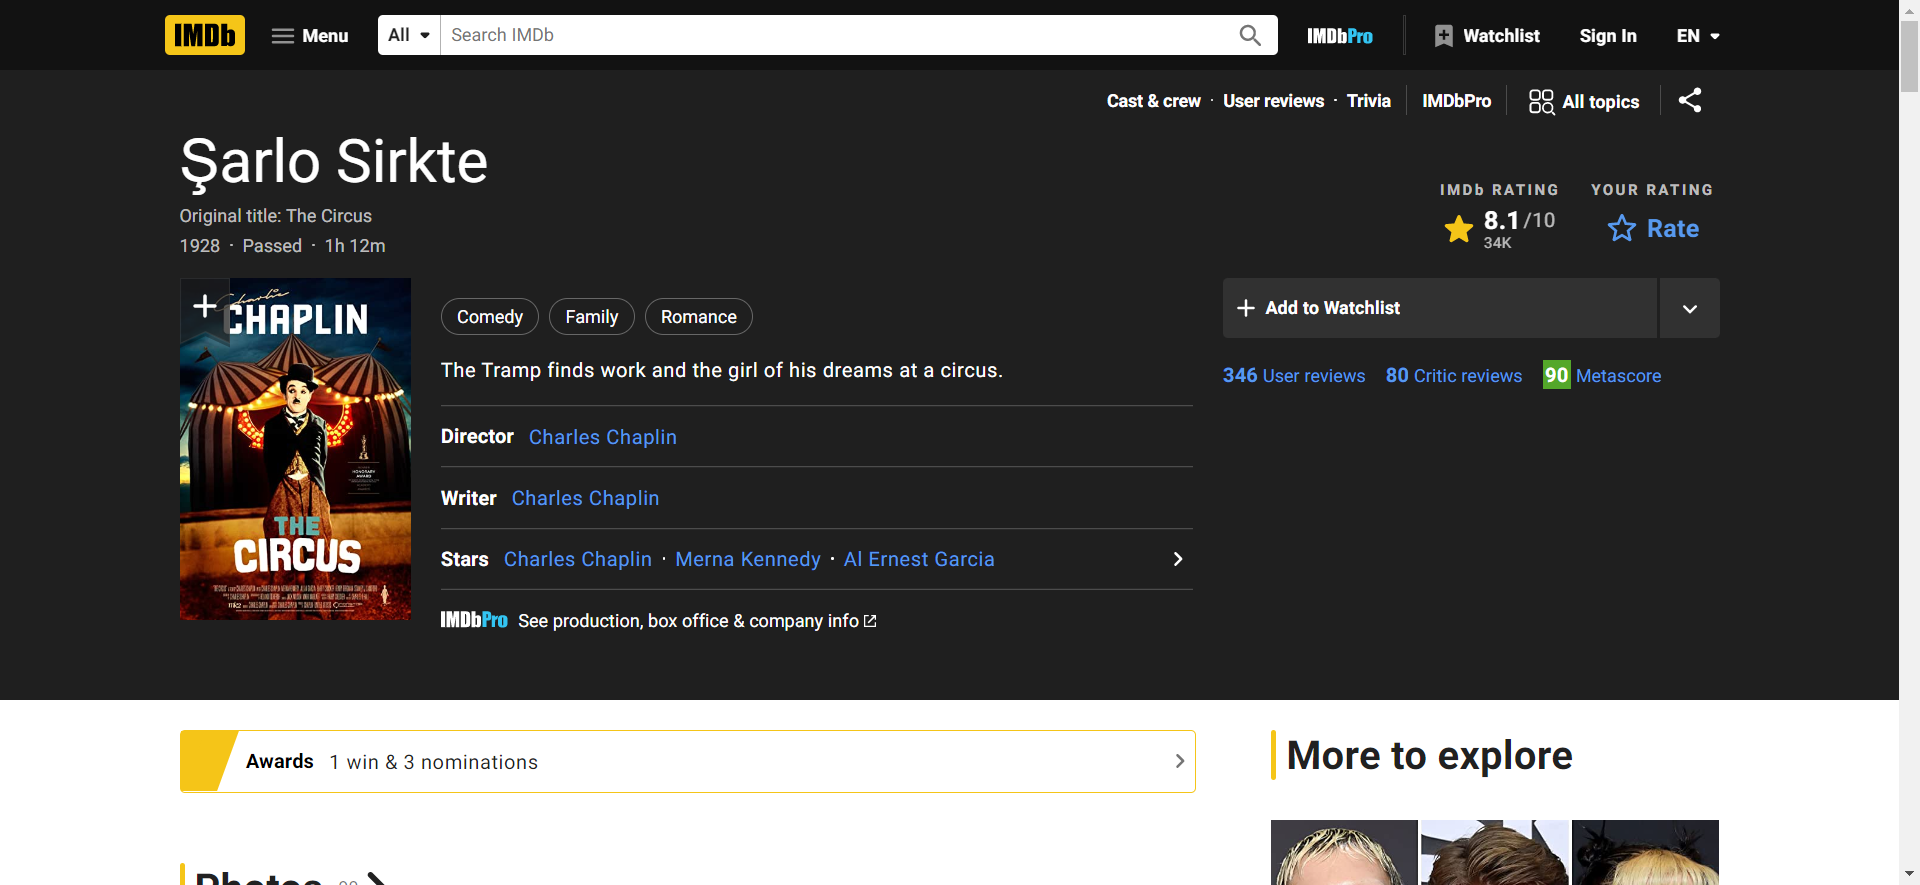 IMDb Menu All Search IMDb IMDbPro Watchlist Sign In EN
Cast & crew · User reviews · Trivia IMDbPro All topics
Şarlo Sirkte
Original title: The Circus
1928 · Passed · 1h 12m
IMDb RATING YOUR RATING
8.1/10 Rate
34K
Charlie
CHAPLIN
THE
CIRCUS
Comedy Family Romance
The Tramp finds work and the girl of his dreams at a circus.
Director Charles Chaplin
Writer Charles Chaplin
Stars Charles Chaplin · Merna Kennedy · Al Ernest Garcia
IMDbPro See production, box office & company info
Add to Watchlist
346 User reviews 80 Critic reviews 90 Metascore
Awards 1 win & 3 nominations
More to explore
Photos